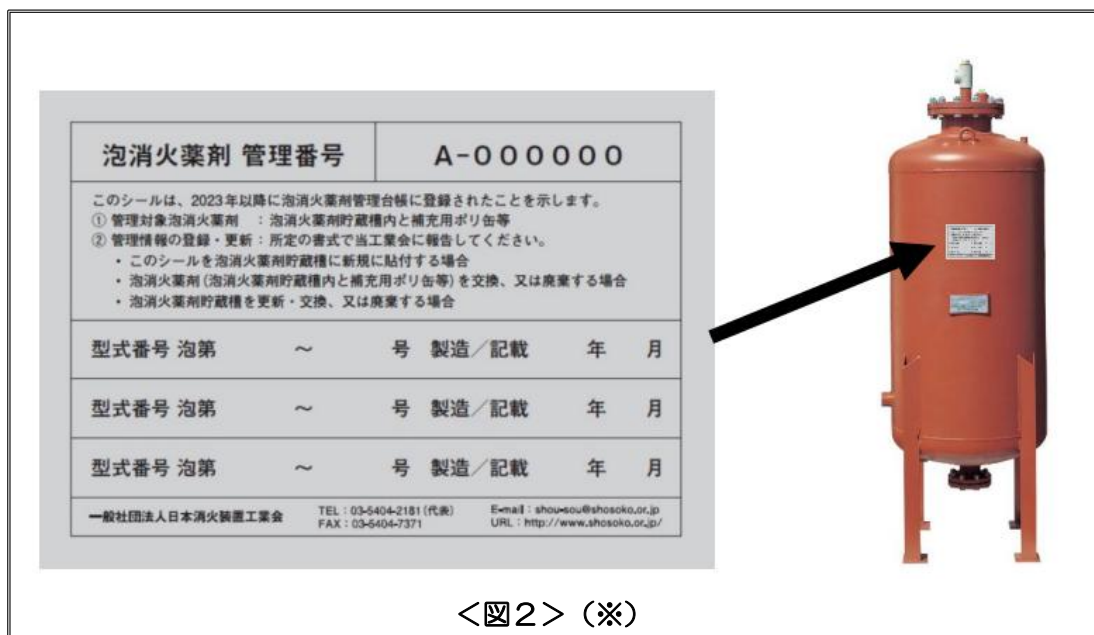 泡消火薬剤 管理番号
A-000000
このシールは、2023年以降に泡消火薬剤管理台帳に登録されたことを示します。
① 管理対象泡消火薬剤 : 泡消火薬剤貯蔵槽内と補充用ポリ缶等
② 管理情報の登録・更新 : 所定の書式で当工業会に報告してください。
・ このシールを泡消火薬剤貯蔵槽に新規に貼付する場合
・ 泡消火薬剤(泡消火薬剤貯蔵槽内と補充用ポリ缶等)を交換、又は廃棄する場合
・ 泡消火薬剤貯蔵槽を更新・交換、又は廃棄する場合
型式番号 泡第 ~ 号 製造/記載 年 月
型式番号 泡第 ~ 号 製造/記載 年 月
型式番号 泡第 ~ 号 製造/記載 年 月
一般社団法人日本消火装置工業会
TEL : 03-5404-2181(代表)
FAX : 03-5404-7371
E-mail : shou-sou@shosoko.or.jp
URL : http://www.shosoko.or.jp/
<図2>(※)